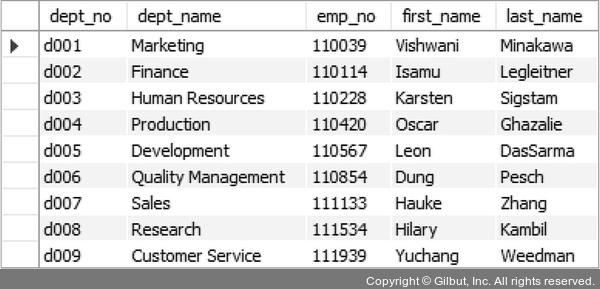 dept_no dept_name emp_no first_name last_name
d001 Marketing 110039 Vishwani Minakawa
d002 Finance 110114 Isamu Legleitner
d003 Human Resources 110228 Karsten Sigstam
d004 Production 110420 Oscar Ghazalie
d005 Development 110567 Leon DasSarma
d006 Quality Management 110854 Dung Pesch
d007 Sales 111133 Hauke Zhang
d008 Research 111534 Hilary Kambil
d009 Customer Service 111939 Yuchang Weedman
Copyright © Gilbut, Inc. All rights reserved.